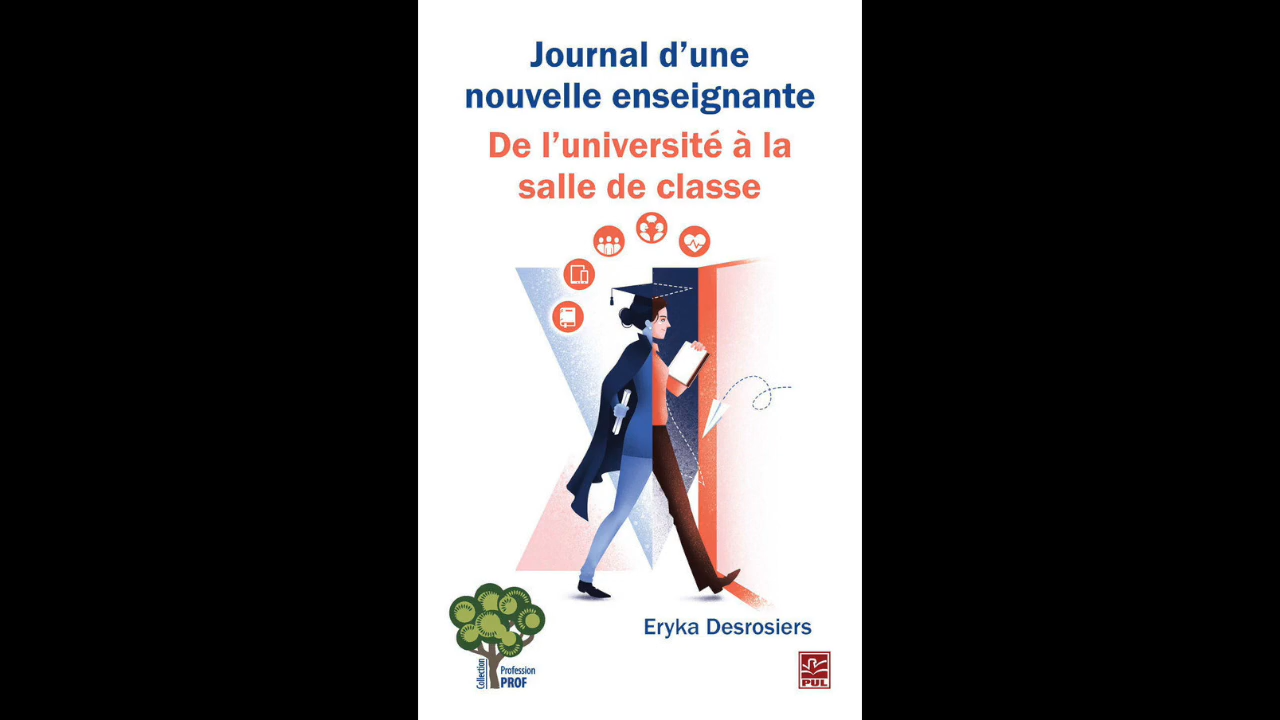 Journal d’une
nouvelle enseignante
De l’université à la
salle de classe
Eryka Desrosiers
Collection
Profession
PROF
PUL